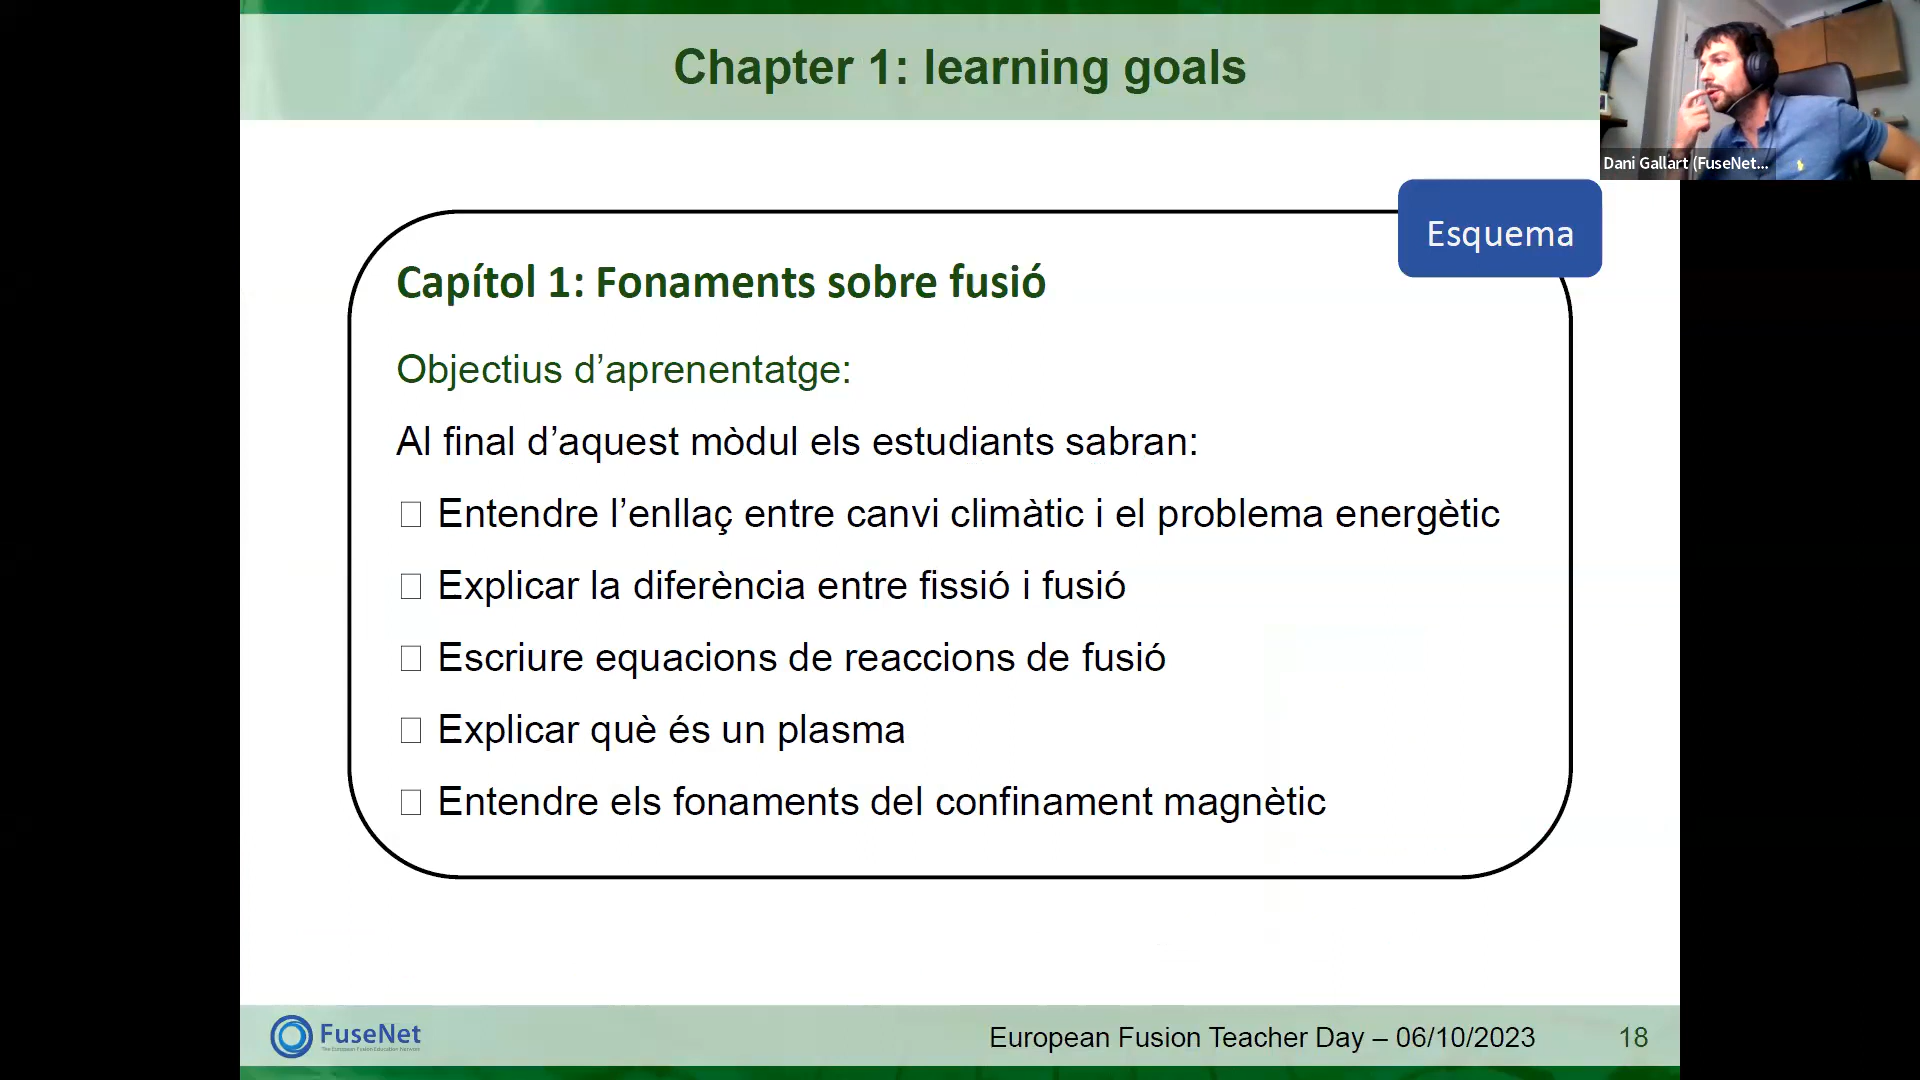 Chapter 1: learning goals
Dani Gallart (FuseNet...
Esquema
Capítol 1: Fonaments sobre fusió
Objectius d’aprenentatge:
Al final d’aquest mòdul els estudiants sabran:
Entendre l’enllaç entre canvi climàtic i el problema energètic
Explicar la diferència entre fissió i fusió
Escriure equacions de reaccions de fusió
Explicar què és un plasma
Entendre els fonaments del confinament magnètic
FuseNet
The European Fusion Education Network
European Fusion Teacher Day – 06/10/2023
18